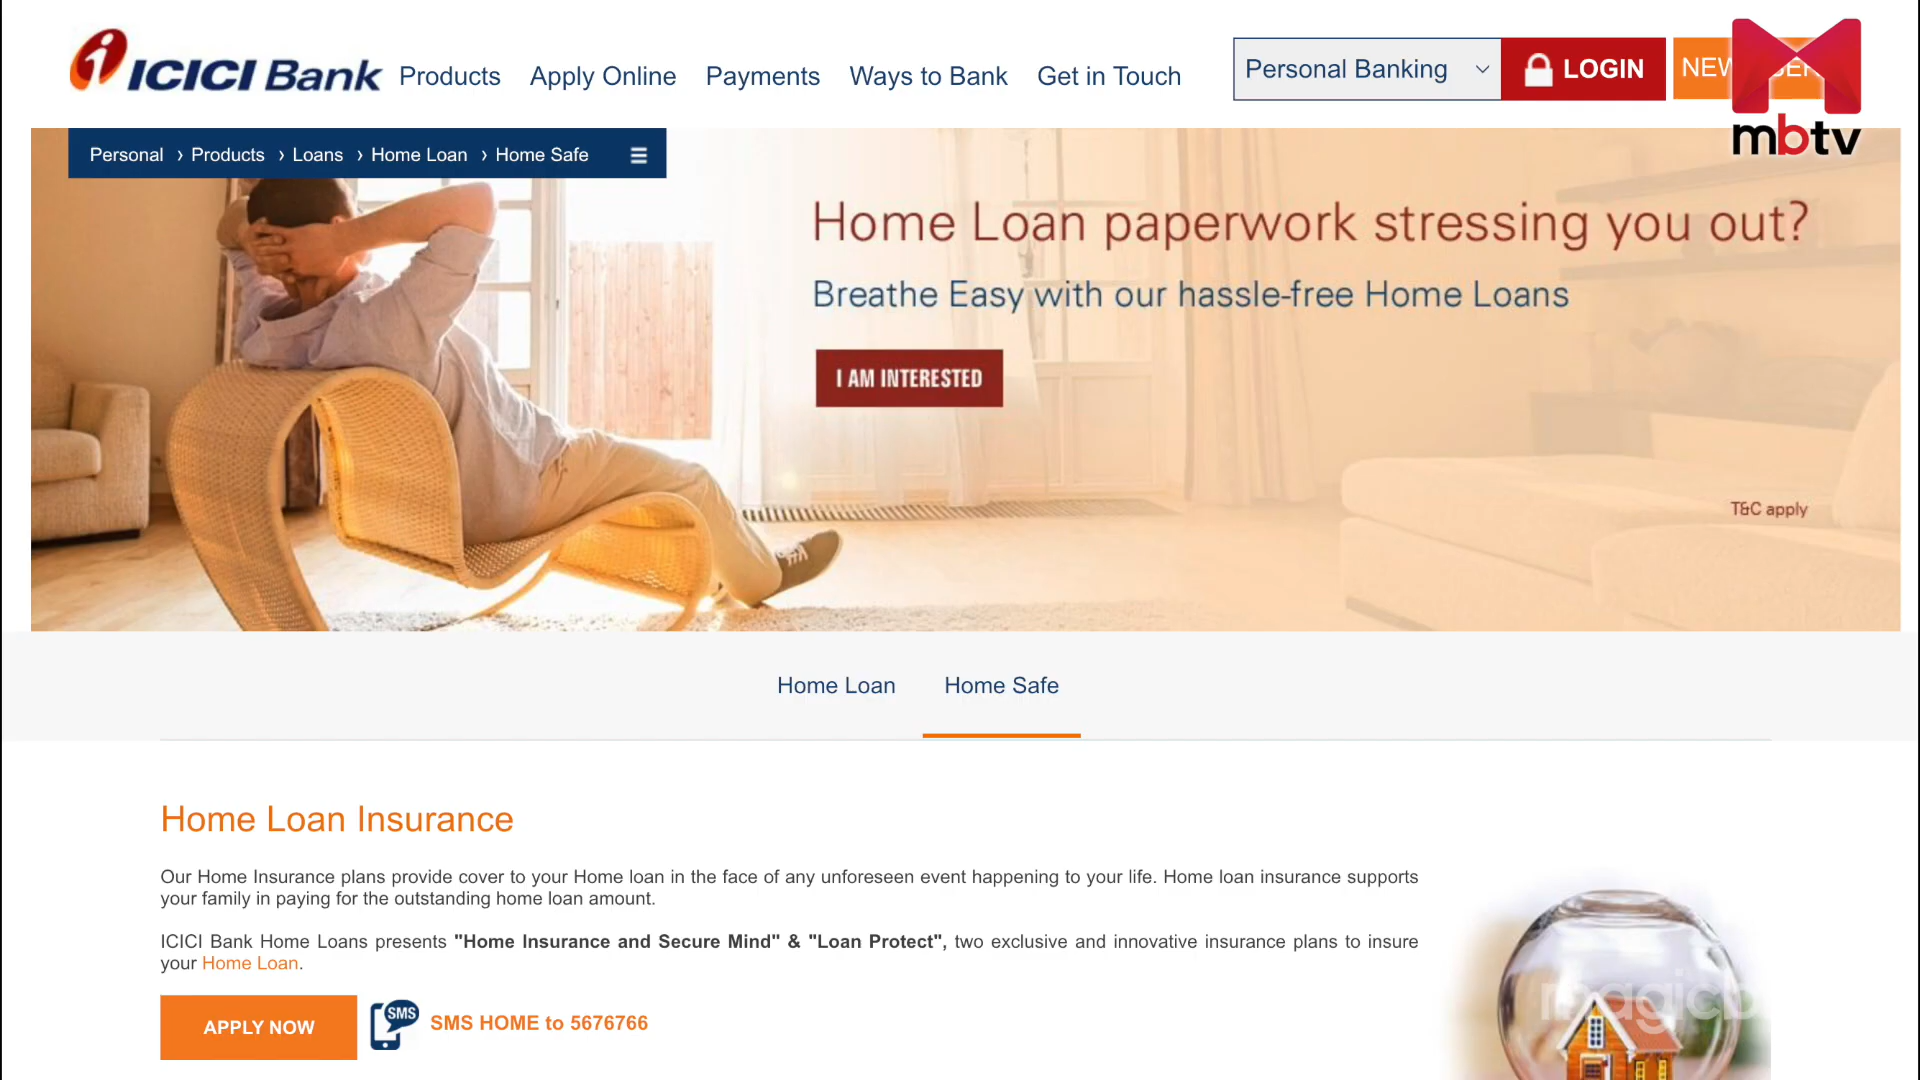 ICICI Bank
Products
Apply Online
Payments
Ways to Bank
Get in Touch
Personal Banking
LOGIN
NEW
mbtv
Personal › Products › Loans › Home Loan › Home Safe
Home Loan paperwork stressing you out?
Breathe Easy with our hassle-free Home Loans
I AM INTERESTED
T&C apply
Home Loan
Home Safe
Home Loan Insurance
Our Home Insurance plans provide cover to your Home loan in the face of any unforeseen event happening to your life. Home loan insurance supports
your family in paying for the outstanding home loan amount.
ICICI Bank Home Loans presents "Home Insurance and Secure Mind" & "Loan Protect", two exclusive and innovative insurance plans to insure
your Home Loan.
APPLY NOW
SMS
SMS HOME to 5676766